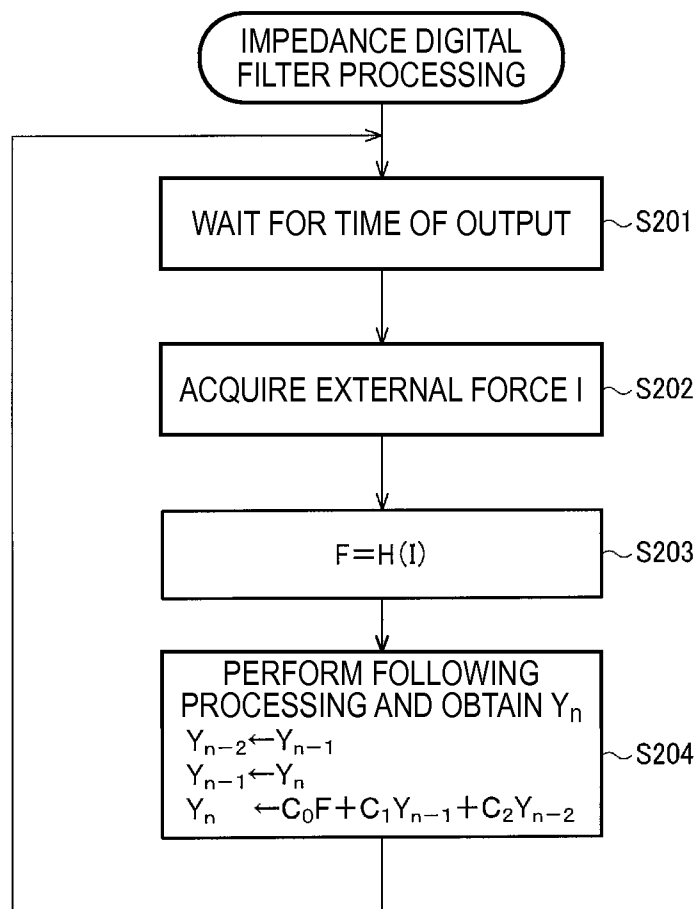 IMPEDANCE DIGITAL
FILTER PROCESSING
WAIT FOR TIME OF OUTPUT
S201
ACQUIRE EXTERNAL FORCE I
S202
F=H(I)
S203
PERFORM FOLLOWING
PROCESSING AND OBTAIN Yₙ
Yₙ₋₂←Yₙ₋₁
Yₙ₋₁←Yₙ
Yₙ ←C₀F+C₁Yₙ₋₁+C₂Yₙ₋₂
S204